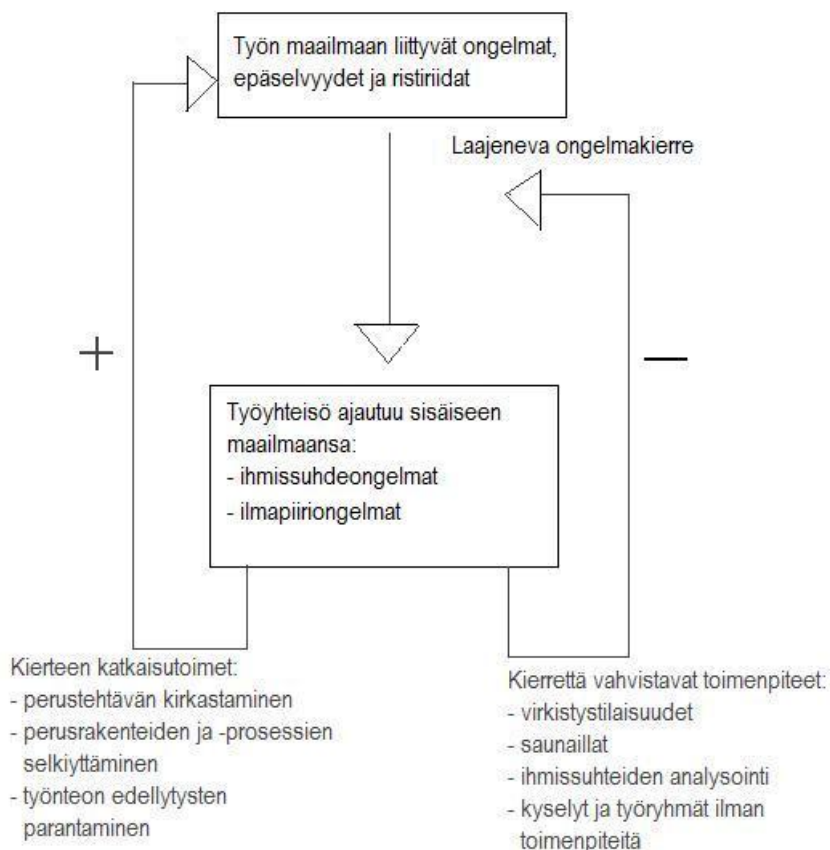 Työn maailmaan liittyvät ongelmat,
epäselvyydet ja ristiriidat
Laajeneva ongelmakierre
+
—
Työyhteisö ajautuu sisäiseen
maailmaansa:
- ihmissuhdeongelmat
- ilmapiiriongelmat
Kierteen katkaisutoimet:
- perustehtävän kirkastaminen
- perusrakenteiden ja -prosessien
selkiyttäminen
- työnteon edellytysten
parantaminen
Kierrettä vahvistavat toimenpiteet:
- virkistystilaisuudet
- saunaillat
- ihmissuhteiden analysointi
- kyselyt ja työryhmät ilman
toimenpiteitä